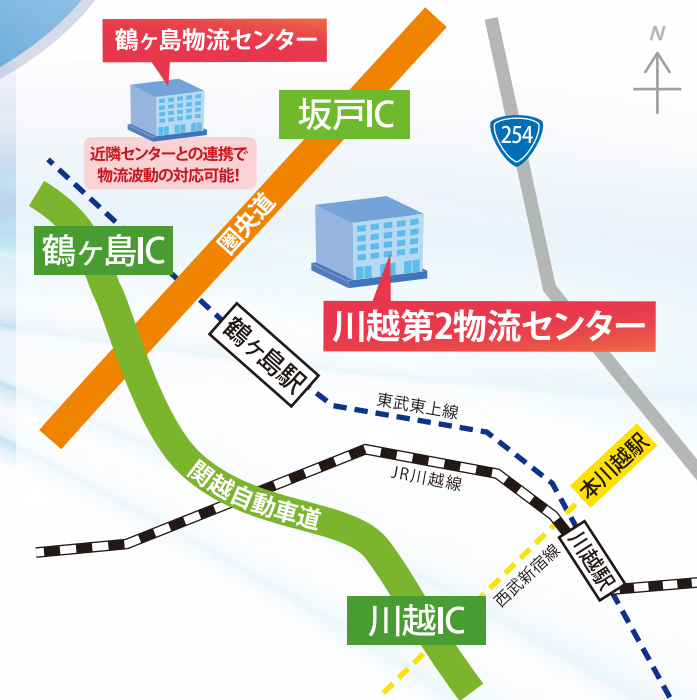 鶴ヶ島物流センター
近隣センターとの連携で
物流波動の対応可能!
坂戸IC
254
N
圏央道
鶴ヶ島IC
川越第2物流センター
鶴ヶ島駅
東武東上線
JR川越線
関越自動車道
本川越駅
川越駅
西武新宿線
川越IC